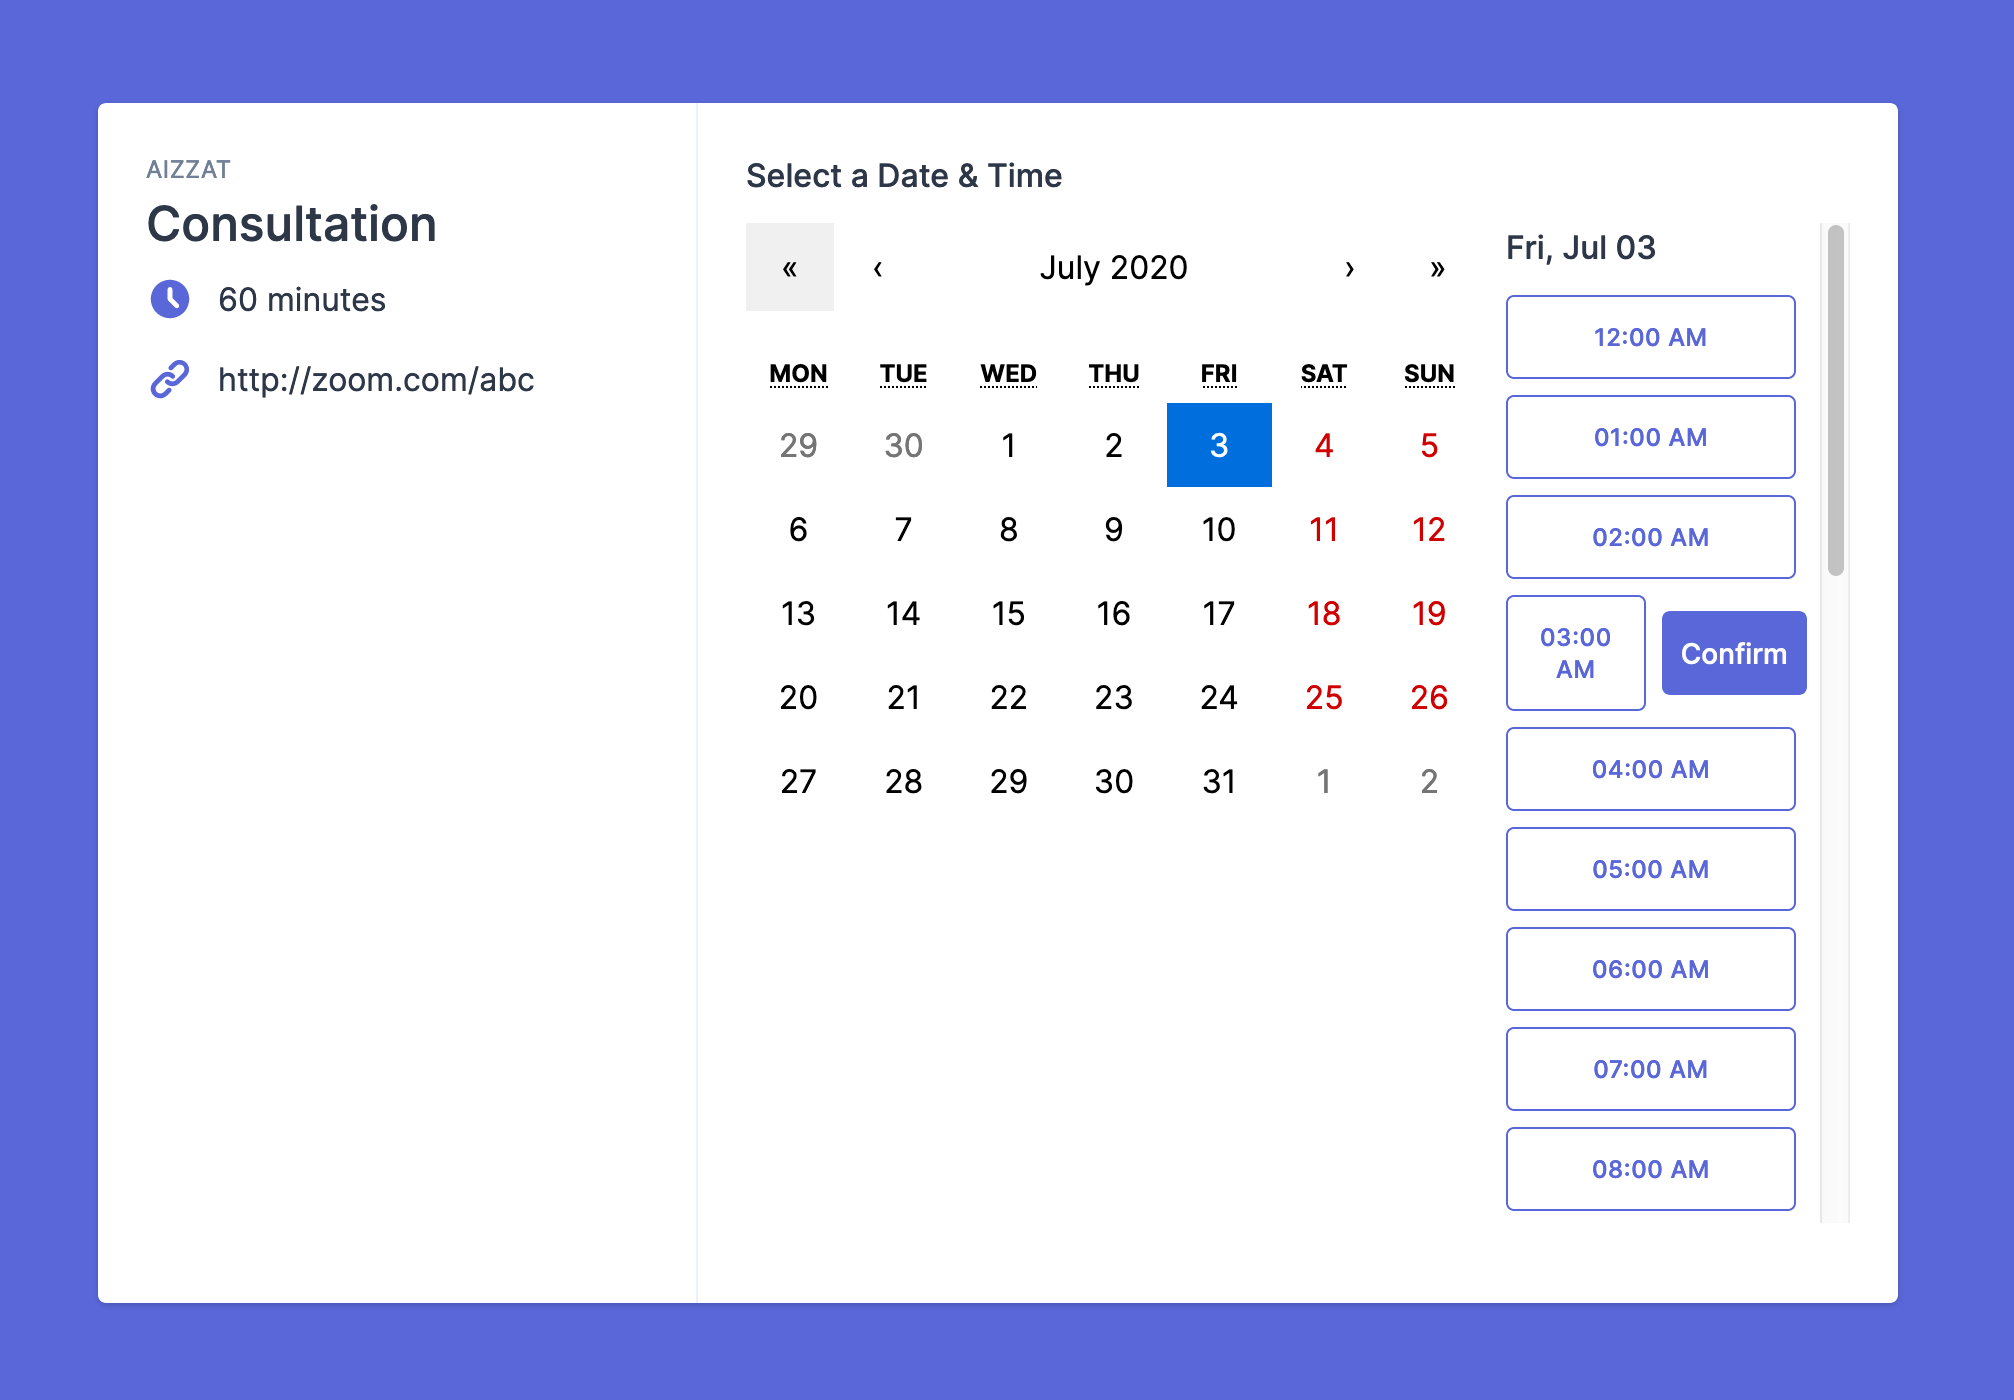 AIZZAT
Consultation
60 minutes
http://zoom.com/abc
Select a Date & Time
« ‹ July 2020 › »
MON TUE WED THU FRI SAT SUN
29 30 1 2 3 4 5
6 7 8 9 10 11 12
13 14 15 16 17 18 19
20 21 22 23 24 25 26
27 28 29 30 31 1 2
Fri, Jul 03
12:00 AM
01:00 AM
02:00 AM
03:00
AM
Confirm
04:00 AM
05:00 AM
06:00 AM
07:00 AM
08:00 AM